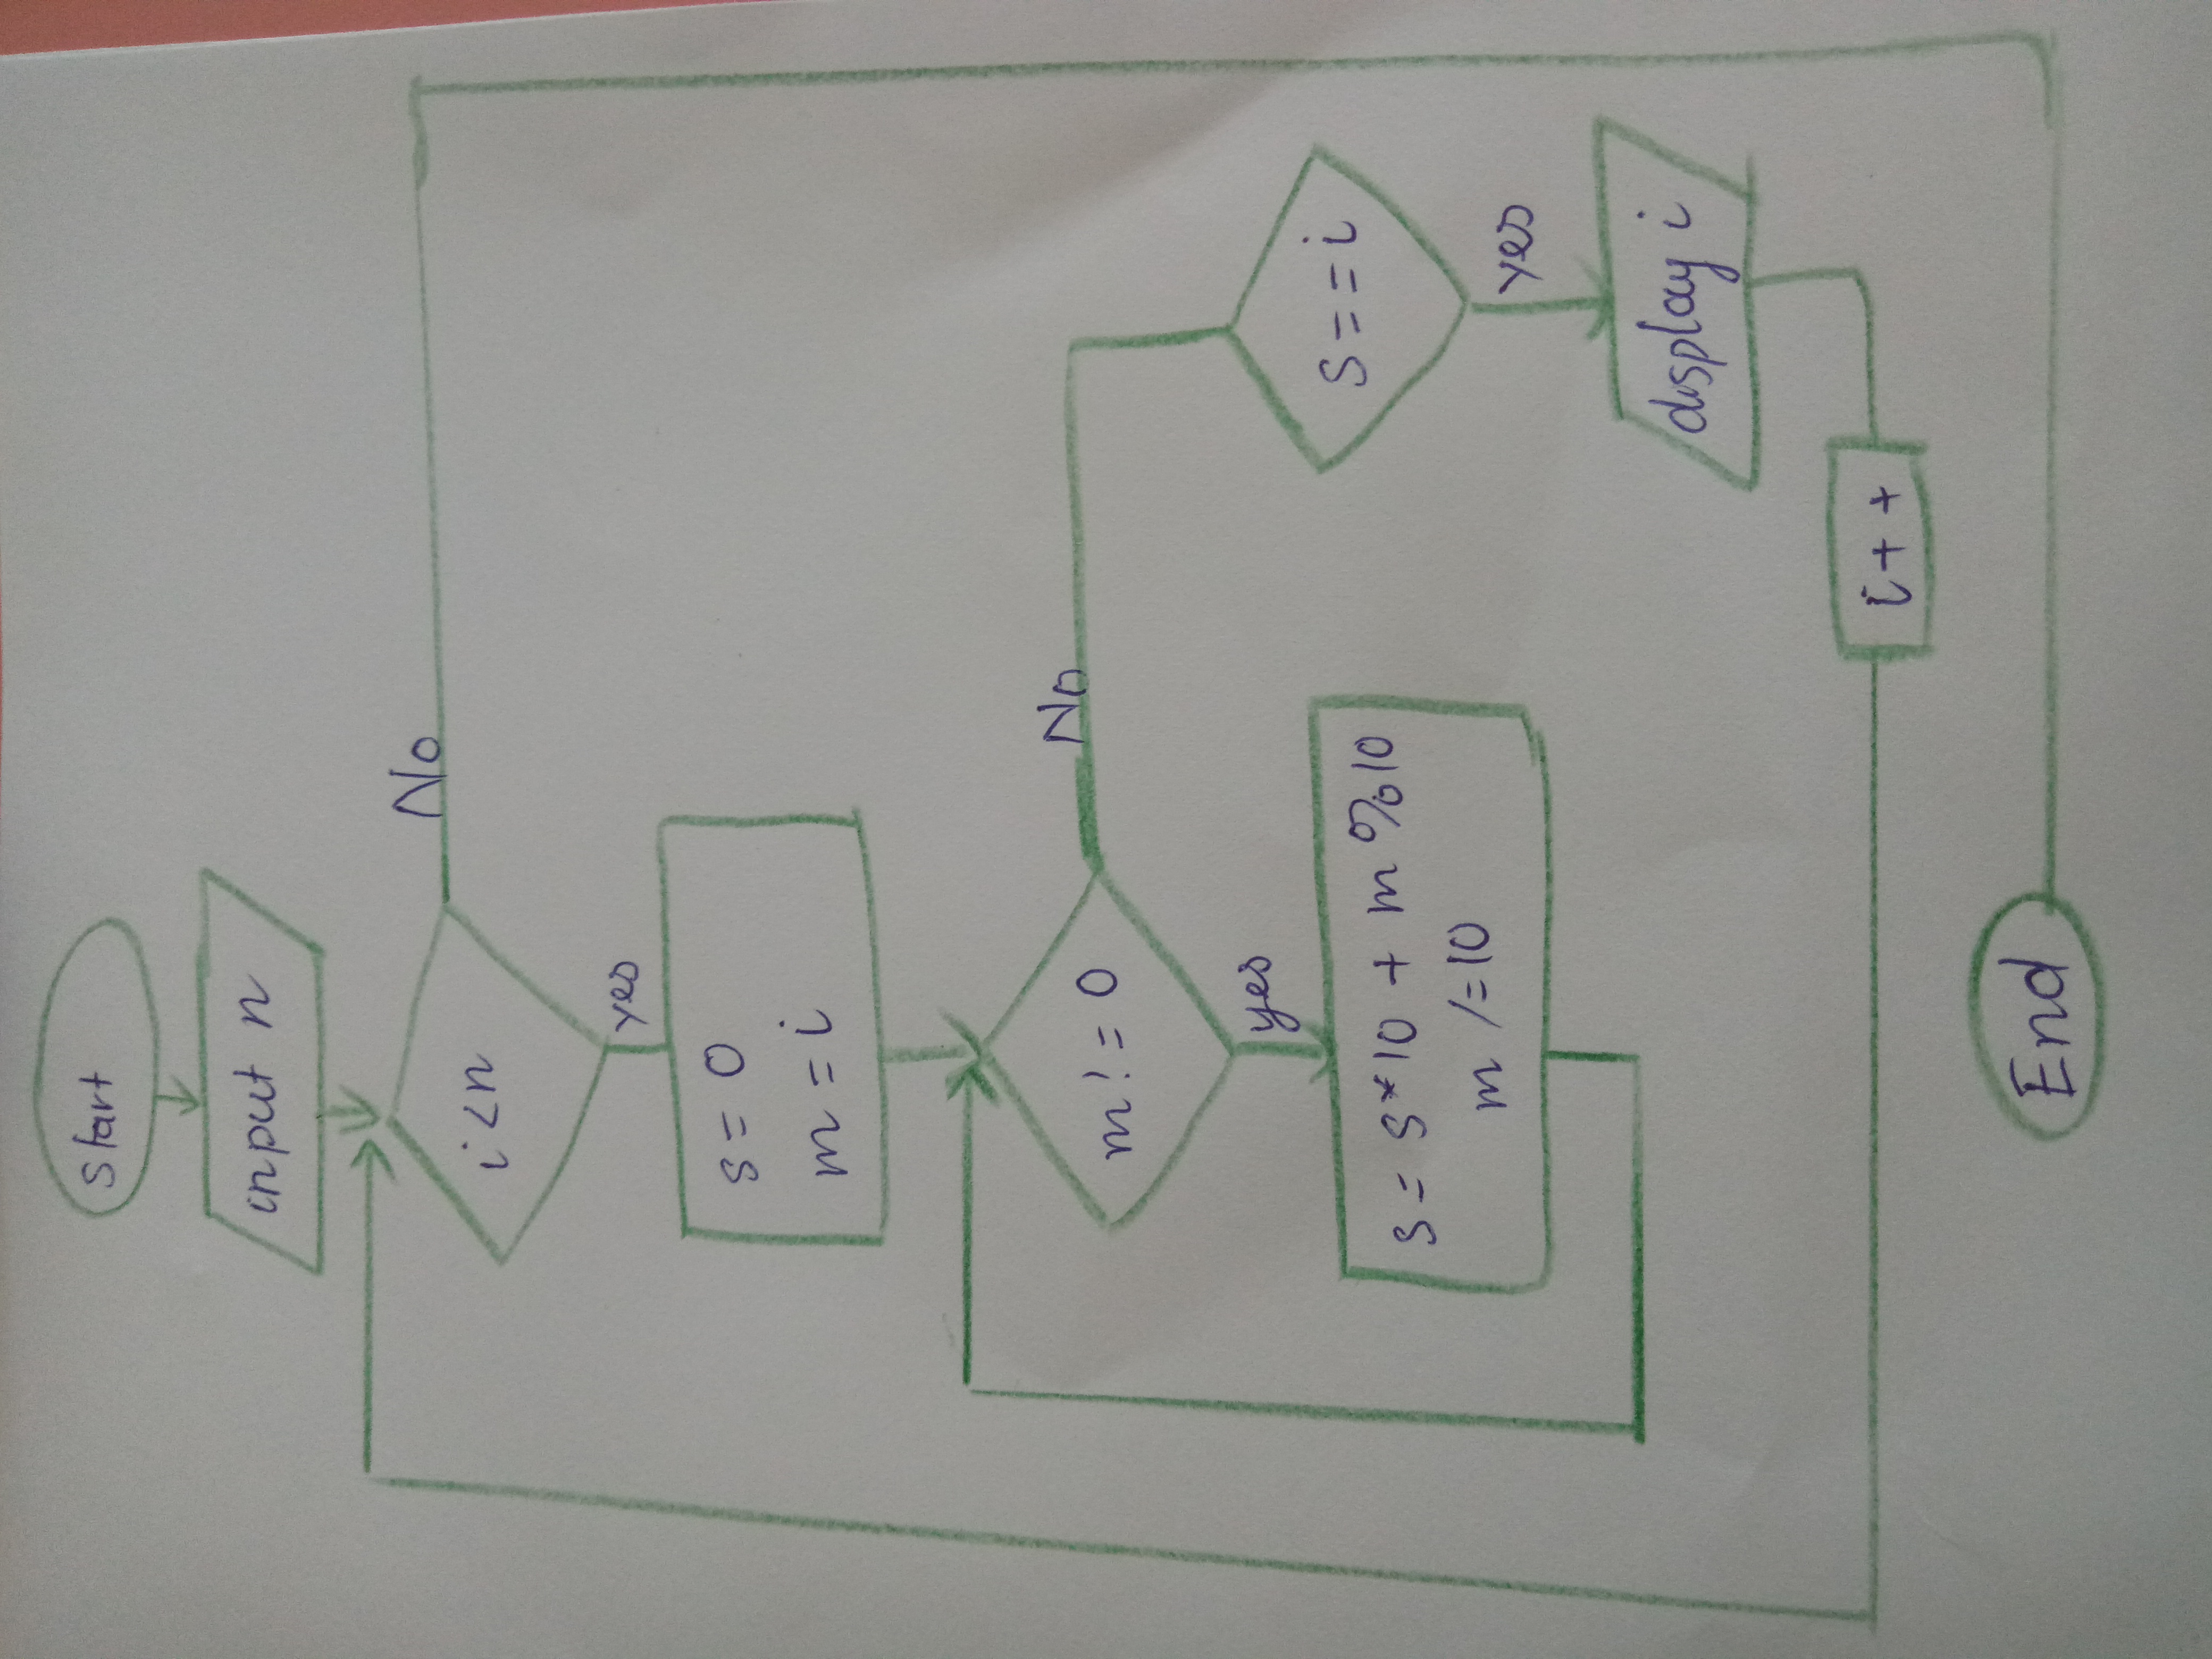 Start
input n
i < n
No
yes
s = 0
m = i
m! = 0
No
yes
s = s*10 + m%10
m /=10
s = = i
yes
display i
i++
End